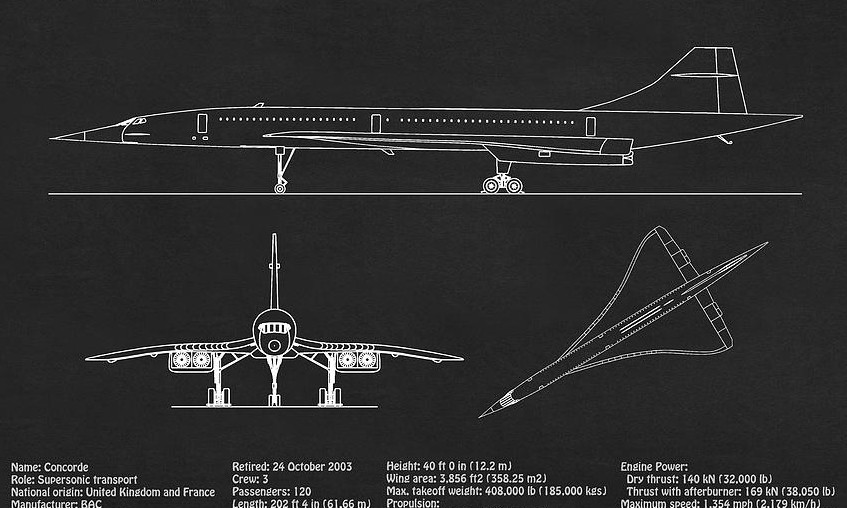 Name: Concorde
Role: Supersonic transport
National origin: United Kingdom and France
Manufacturer: BAC
Retired: 24 October 2003
Crew: 3
Passengers: 120
Length: 202 ft 4 in (61,66 m)
Height: 40 ft 0 in (12.2 m)
Wing area: 3,856 ft2 (358.25 m2)
Max. takeoff weight: 408,000 lb (185,000 kgs)
Propulsion:
Engine Power:
Dry thrust: 140 kN (32,000 lb)
Thrust with afterburner: 169 kN (38,050 lb)
Maximum speed: 1,354 mph (2,179 km/h)